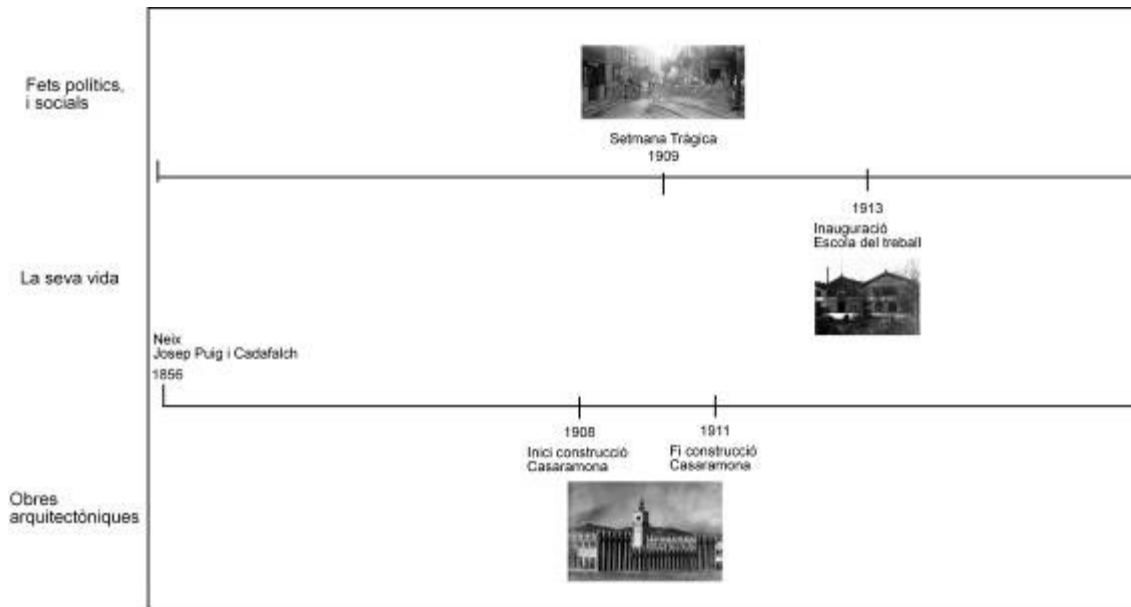 Fets polítics,
i socials
Setmana Tràgica
1909
1913
Inauguració
Escola del treball
La seva vida
Neix
Josep Puig i Cadafalch
1856
1908
Inici construcció
Casaramona
1911
Fi construcció
Casaramona
Obres
arquitectòniques